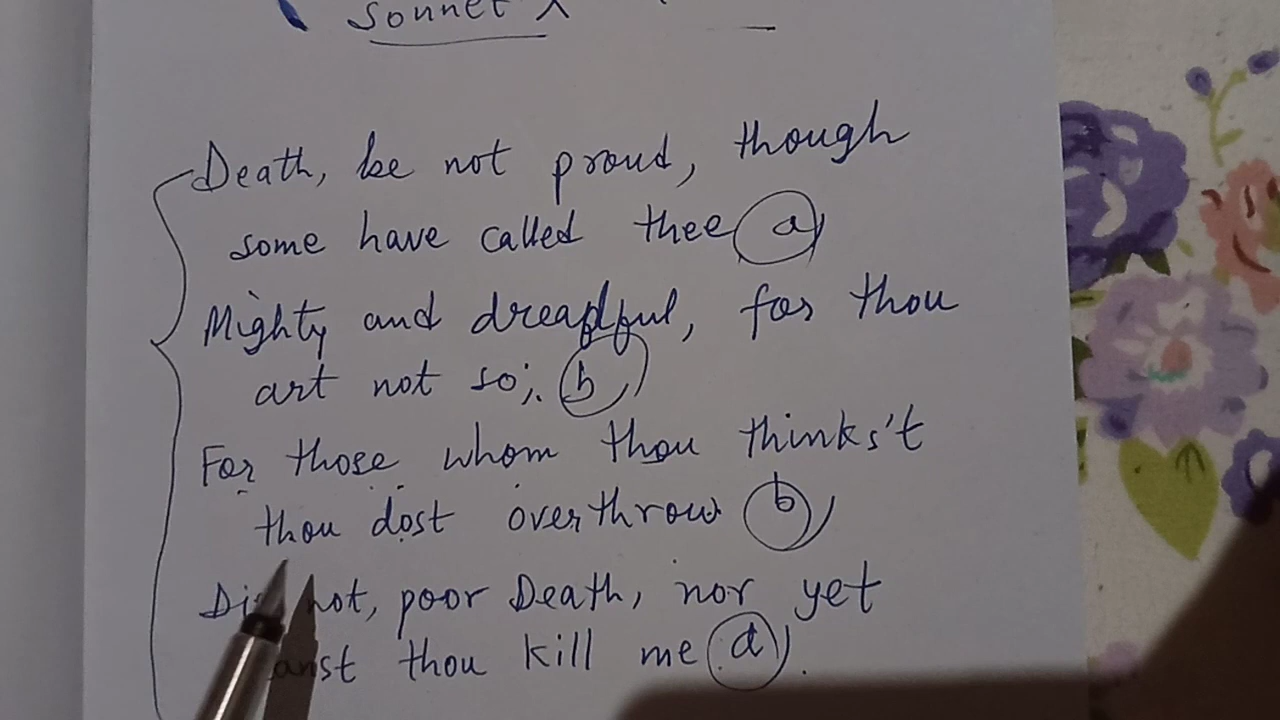 Sonnet X
Death, be not proud, though
some have called thee (a)
Mighty and dreadful, for thou
art not so; (b)
For those whom thou thinks't
thou dost overthrow (b)
not, poor Death, nor yet
thou kill me (a).